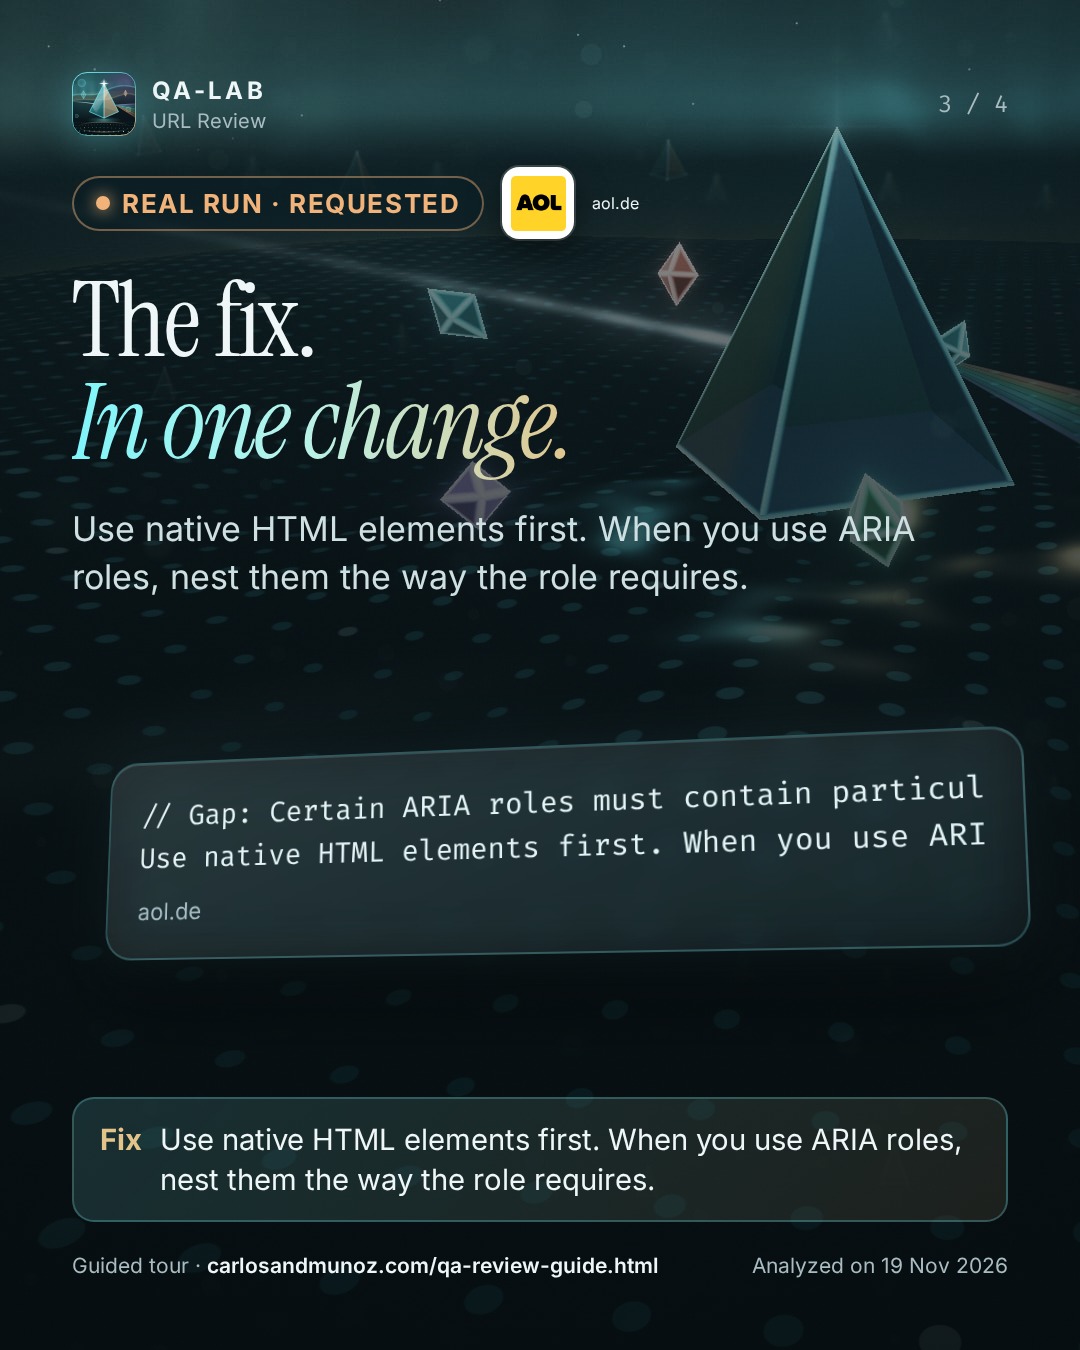 QA-LAB
URL Review
3 / 4
REAL RUN · REQUESTED
AOL
aol.de
The fix.
In one change.
Use native HTML elements first. When you use ARIA
roles, nest them the way the role requires.
// Gap: Certain ARIA roles must contain particul
Use native HTML elements first. When you use ARI
aol.de
Fix Use native HTML elements first. When you use ARIA roles,
nest them the way the role requires.
Guided tour · carlosandmunoz.com/qa-review-guide.html
Analyzed on 19 Nov 2026